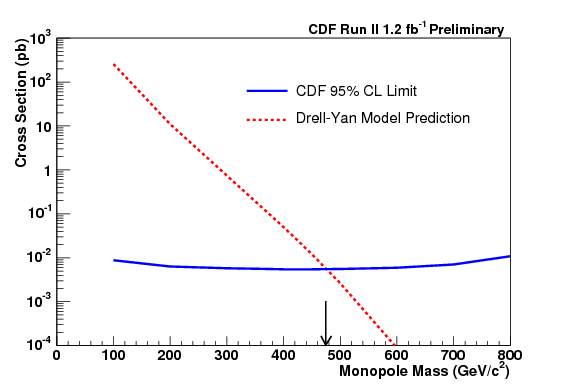 CDF Run II 1.2 fb⁻¹ Preliminary
Cross Section (pb)
10³
10²
10
1
10⁻¹
10⁻²
10⁻³
10⁻⁴
CDF 95% CL Limit
Drell-Yan Model Prediction
0 100 200 300 400 500 600 700 800
Monopole Mass (GeV/c²)